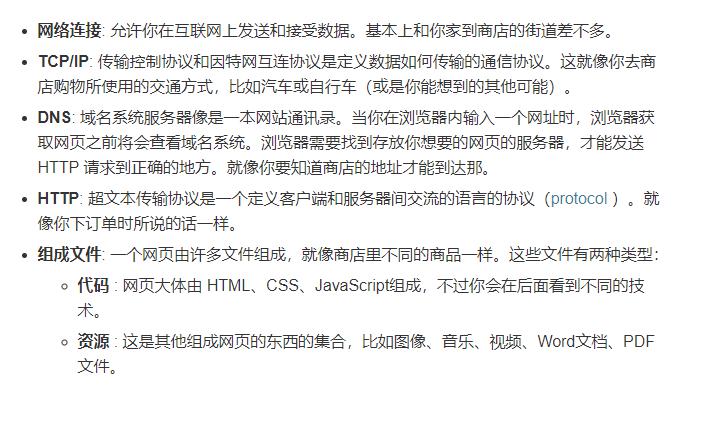 网络连接: 允许你在互联网上发送和接受数据。基本上和你家到商店的街道差不多。
TCP/IP: 传输控制协议和因特网互连协议是定义数据如何传输的通信协议。这就像你去商
店购物所使用的交通方式，比如汽车或自行车（或是你能想到的其他可能）。
DNS: 域名系统服务器像是一本网站通讯录。当你在浏览器内输入一个网址时，浏览器获
取网页之前将会查看域名系统。浏览器需要找到存放你想要的网页的服务器，才能发送
HTTP 请求到正确的地方。就像你要知道商店的地址才能到达那。
HTTP: 超文本传输协议是一个定义客户端和服务器间交流的语言的协议（protocol ）。就
像你下订单时所说的话一样。
组成文件: 一个网页由许多文件组成，就像商店里不同的商品一样。这些文件有两种类型：
代码 : 网页大体由 HTML、CSS、JavaScript组成，不过你会在后面看到不同的技
术。
资源 : 这是其他组成网页的东西的集合，比如图像、音乐、视频、Word文档、PDF
文件。